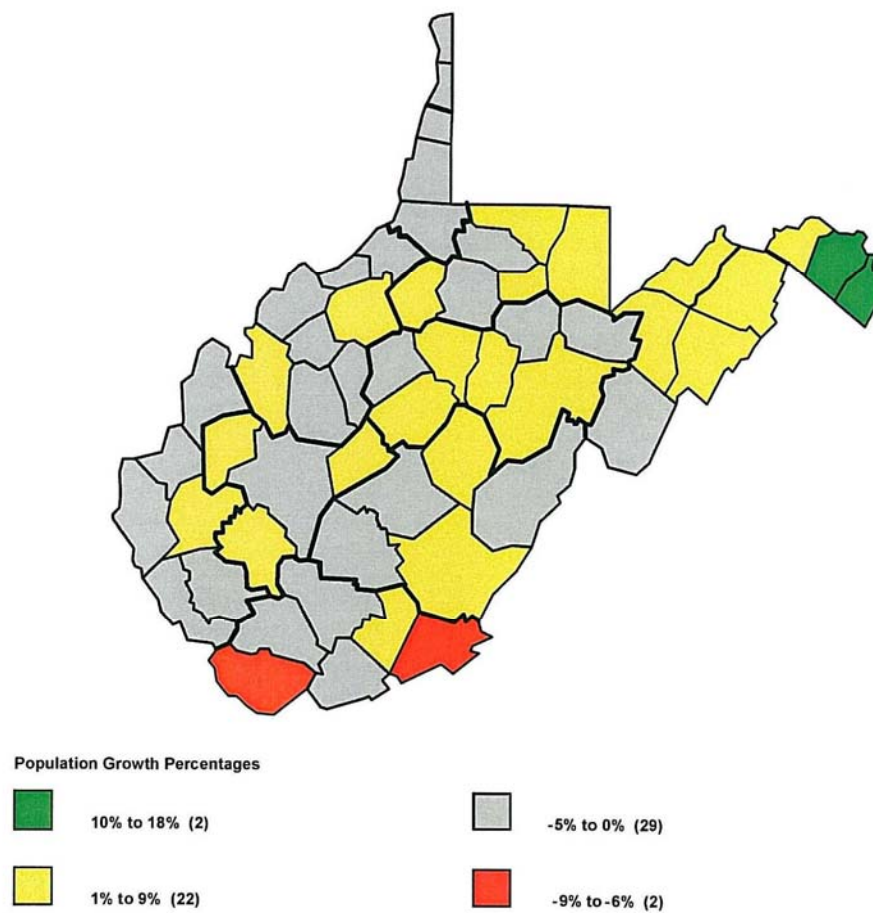 Population Growth Percentages
10% to 18% (2)
-5% to 0% (29)
1% to 9% (22)
-9% to -6% (2)